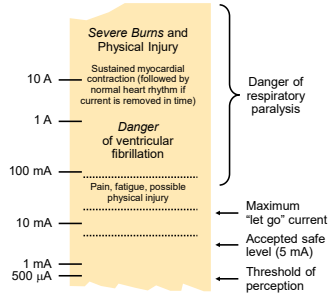 Severe Burns and
Physical Injury
Sustained myocardial
contraction (followed by
normal heart rhythm if
current is removed in time)
Danger
of ventricular
fibrillation
Pain, fatigue, possible
physical injury
10 A
1 A
100 mA
10 mA
1 mA
500 µA
Danger of
respiratory
paralysis
Maximum
“let go” current
Accepted safe
level (5 mA)
Threshold of
perception